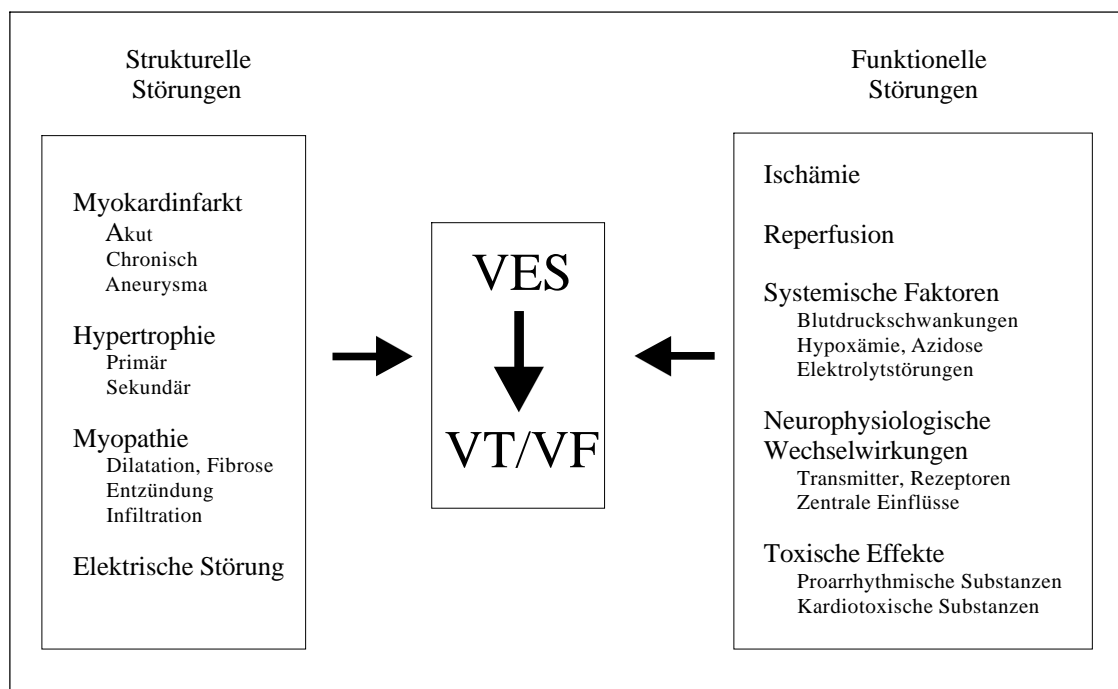 Strukturelle
Störungen
Myokardinfarkt
Akut
Chronisch
Aneurysma
Hypertrophie
Primär
Sekundär
Myopathie
Dilatation, Fibrose
Entzündung
Infiltration
Elektrische Störung
VES
VT/VF
Funktionelle
Störungen
Ischämie
Reperfusion
Systemische Faktoren
Blutdruckschwankungen
Hypoxämie, Azidose
Elektrolytstörungen
Neurophysiologische
Wechselwirkungen
Transmitter, Rezeptoren
Zentrale Einflüsse
Toxische Effekte
Proarrhythmische Substanzen
Kardiotoxische Substanzen